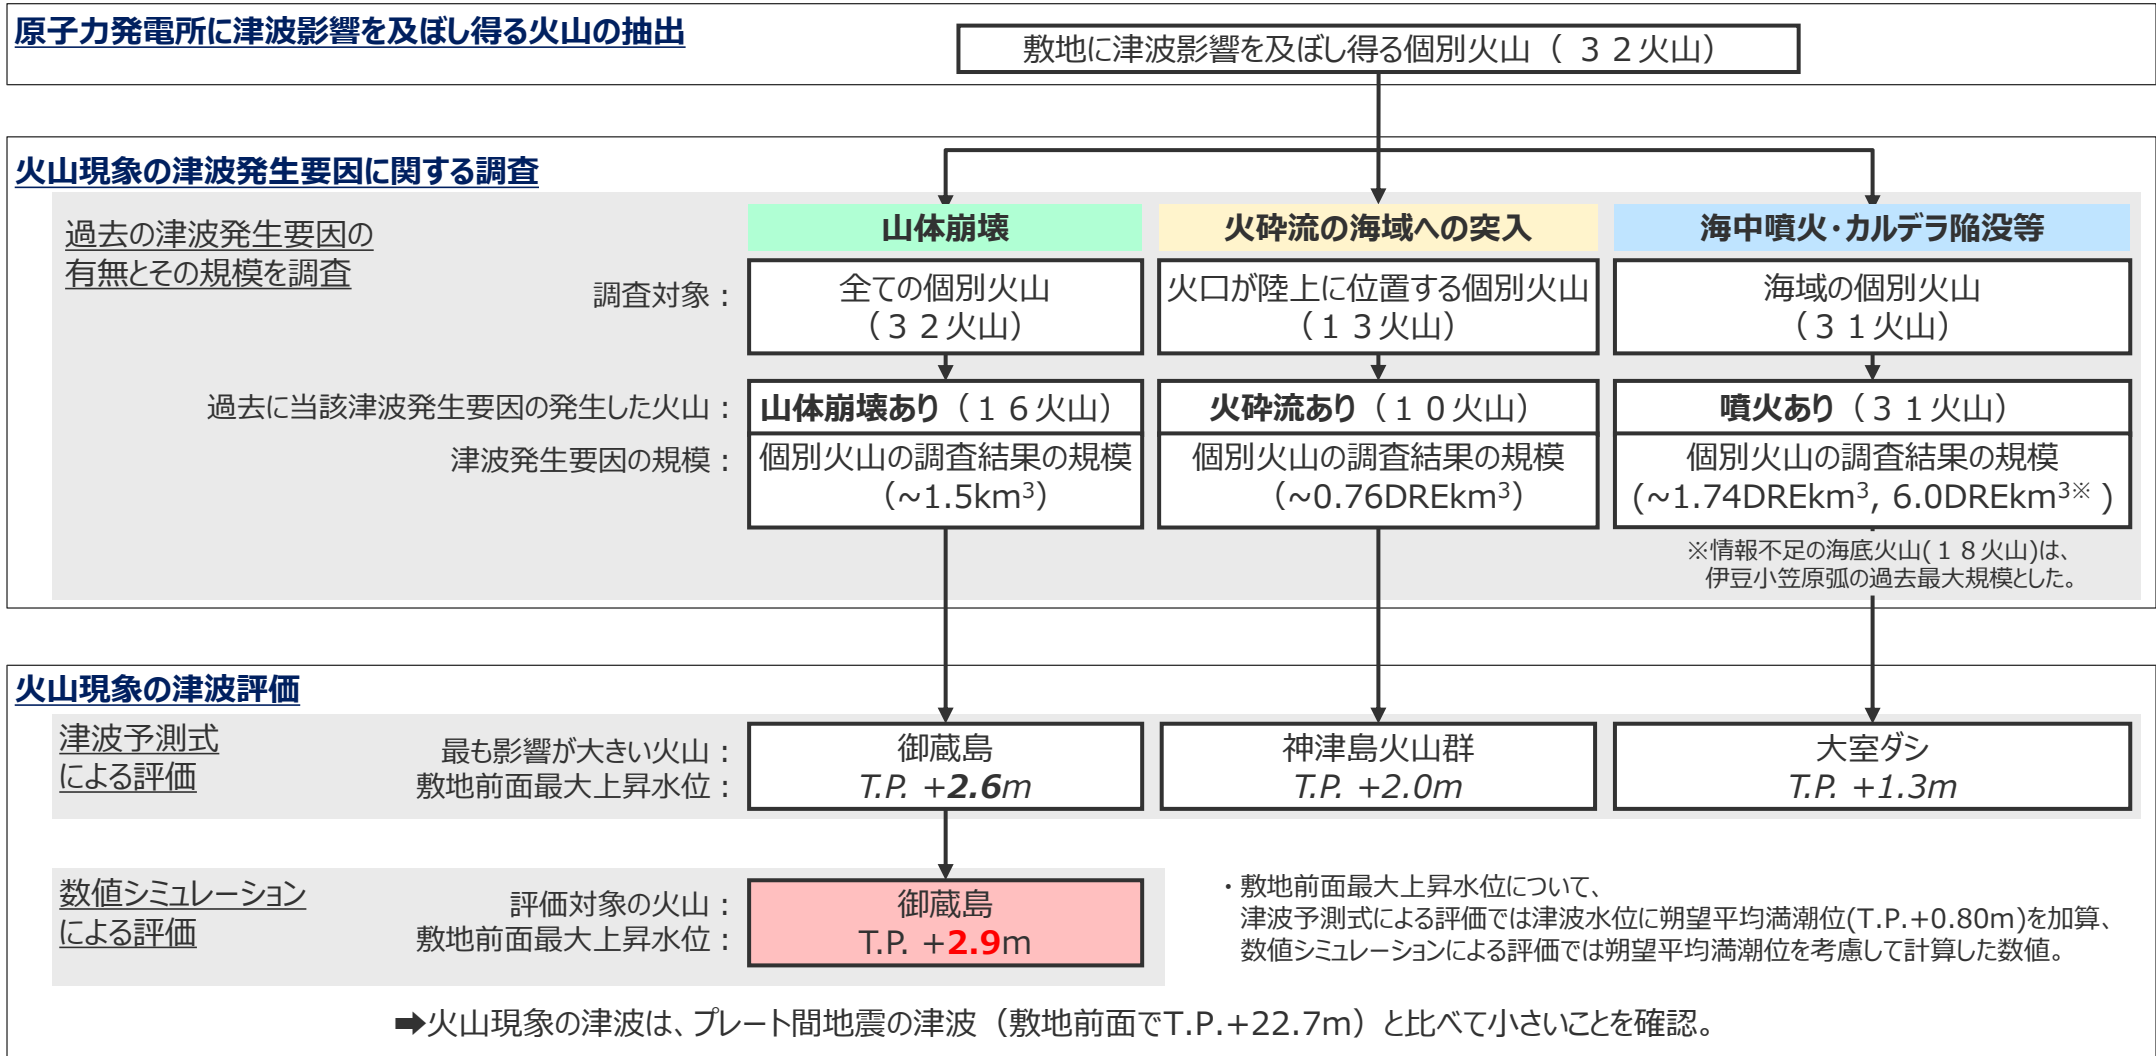 原子力発電所に津波影響を及ぼし得る火山の抽出
敷地に津波影響を及ぼし得る個別火山（３２火山）
火山現象の津波発生要因に関する調査
過去の津波発生要因の
有無とその規模を調査
山体崩壊
火砕流の海域への突入
海中噴火・カルデラ陥没等
調査対象：
全ての個別火山
（３２火山）
火口が陸上に位置する個別火山
（１３火山）
海域の個別火山
（３１火山）
過去に当該津波発生要因の発生した火山：
山体崩壊あり（１６火山）
火砕流あり（１０火山）
噴火あり（３１火山）
津波発生要因の規模：
個別火山の調査結果の規模
（~1.5km³）
個別火山の調査結果の規模
（~0.76DREkm³）
個別火山の調査結果の規模
(~1.74DREkm³, 6.0DREkm³※ )
※情報不足の海底火山(１８火山)は、
伊豆小笠原弧の過去最大規模とした。
火山現象の津波評価
津波予測式
による評価
最も影響が大きい火山：
敷地前面最大上昇水位：
御蔵島
T.P. +2.6m
神津島火山群
T.P. +2.0m
大室ダシ
T.P. +1.3m
数値シミュレーション
による評価
評価対象の火山：
敷地前面最大上昇水位：
御蔵島
T.P. +2.9m
・敷地前面最大上昇水位について、
津波予測式による評価では津波水位に朔望平均満潮位(T.P.+0.80m)を加算、
数値シミュレーションによる評価では朔望平均満潮位を考慮して計算した数値。
➡火山現象の津波は、プレート間地震の津波（敷地前面でT.P.+22.7m）と比べて小さいことを確認。